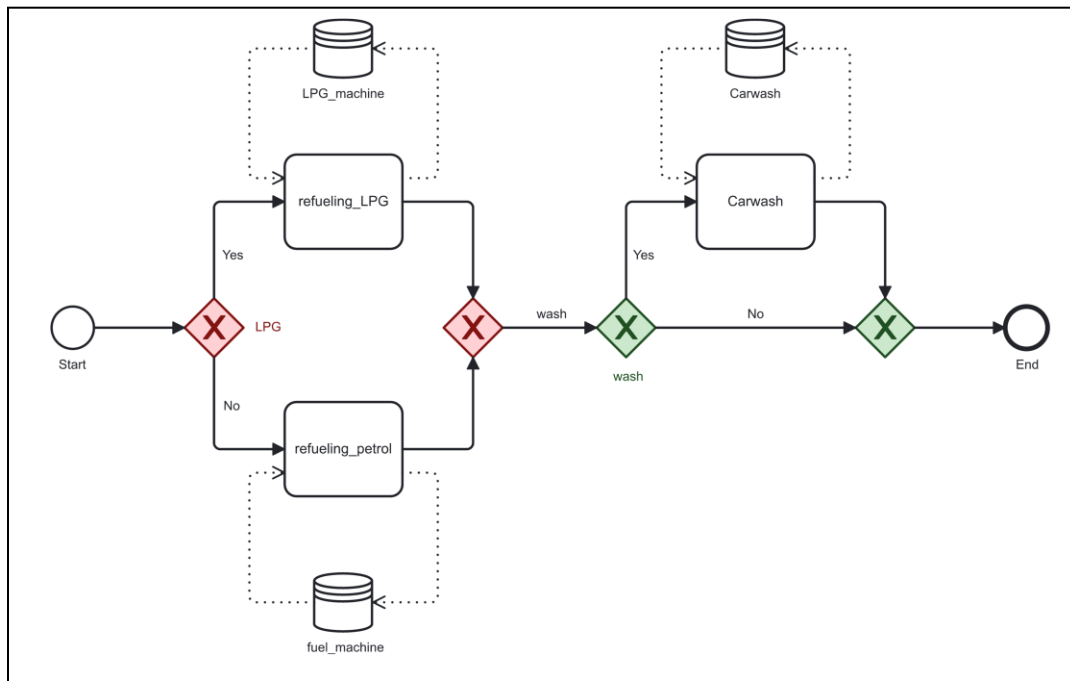 LPG_machine
Carwash
refueling_LPG
Carwash
Yes
Yes
X
LPG
X
wash
X
No
X
Start
End
wash
No
refueling_petrol
fuel_machine